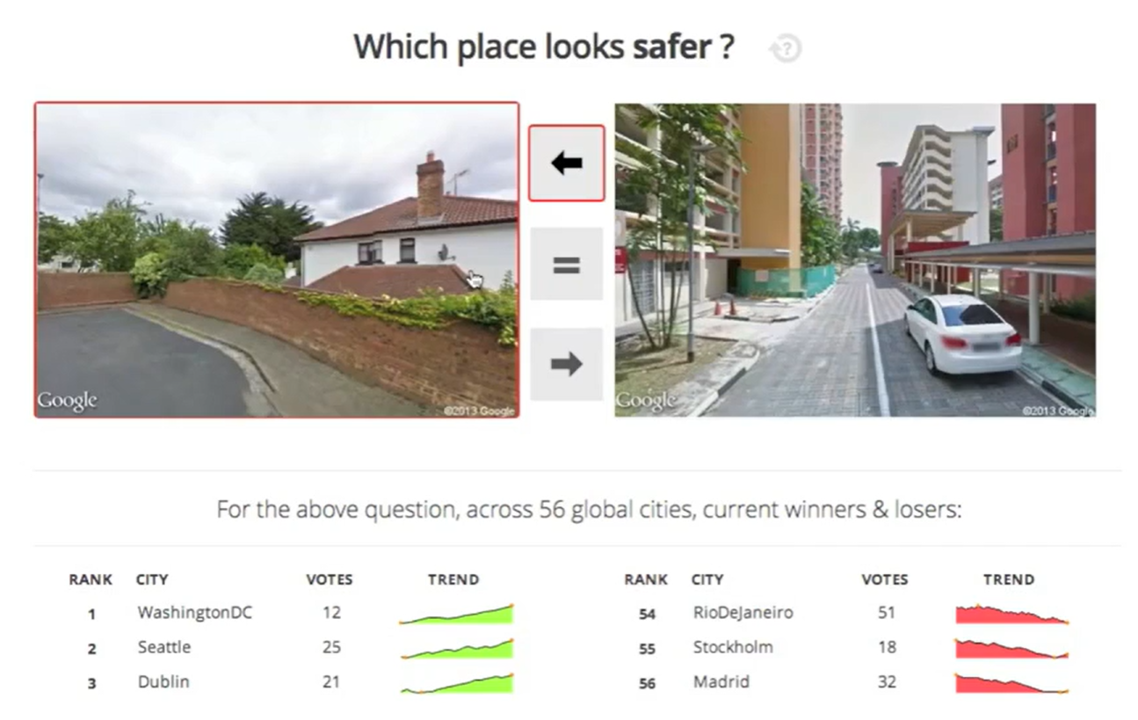 Which place looks safer ?
Google
©2013 Google
Google
©2013 Google
For the above question, across 56 global cities, current winners & losers:
RANK CITY VOTES TREND
1 WashingtonDC 12
2 Seattle 25
3 Dublin 21
RANK CITY VOTES TREND
54 RioDeJaneiro 51
55 Stockholm 18
56 Madrid 32